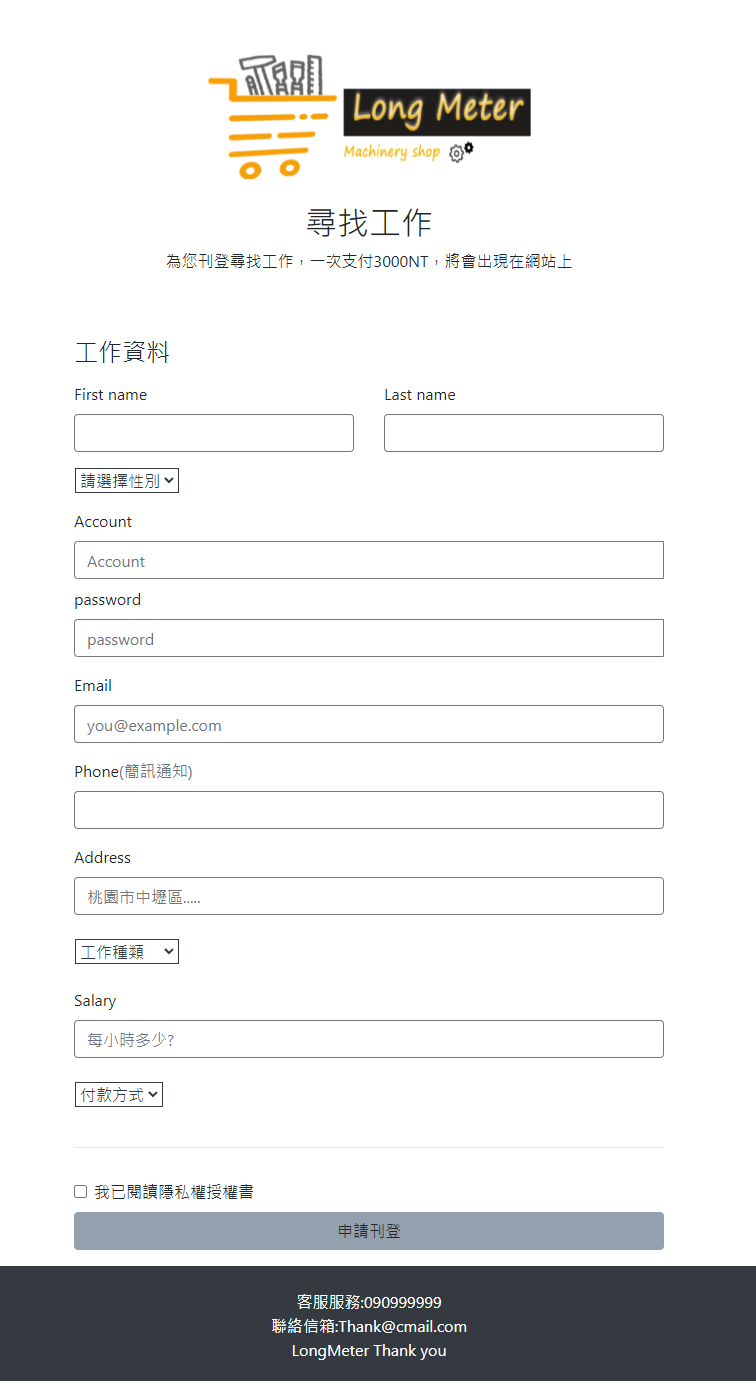 Long Meter
Machinery shop
尋找工作
為您刊登尋找工作，一次支付3000NT，將會出現在網站上
工作資料
First name
Last name
請選擇性別
Account
Account
password
password
Email
you@example.com
Phone(簡訊通知)
Address
桃園市中壢區.....
工作種類
Salary
每小時多少?
付款方式
我已閱讀隱私權授權書
申請刊登
客服服務:090999999
聯絡信箱:Thank@cmail.com
LongMeter Thank you